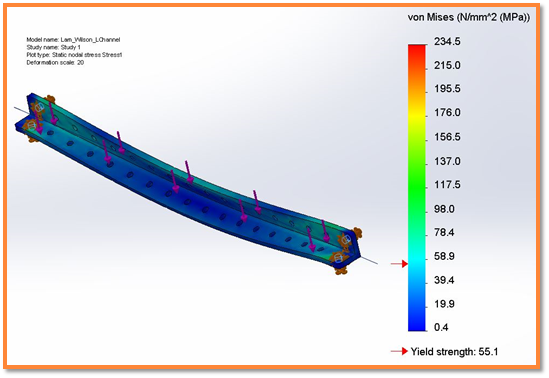 Model name: Lam_Wilson_LChannel
Study name: Study 1
Plot type: Static nodal stress Stress1
Deformation scale: 20
von Mises (N/mm^2 (MPa))
234.5
215.0
195.5
176.0
156.5
137.0
117.5
98.0
78.4
58.9
39.4
19.9
0.4
Yield strength: 55.1